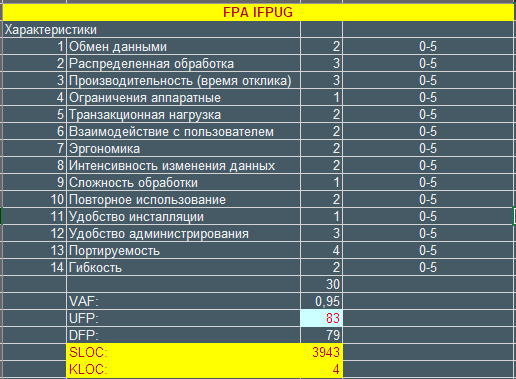 FPA IFPUG
Характеристики
1 Обмен данными 2 0-5
2 Распределенная обработка 3 0-5
3 Производительность (время отклика) 3 0-5
4 Ограничения аппаратные 1 0-5
5 Транзакционная нагрузка 2 0-5
6 Взаимодействие с пользователем 2 0-5
7 Эргономика 2 0-5
8 Интенсивность изменения данных 2 0-5
9 Сложность обработки 1 0-5
10 Повторное использование 2 0-5
11 Удобство инсталляции 1 0-5
12 Удобство администрирования 3 0-5
13 Портируемость 4 0-5
14 Гибкость 2 0-5
30
VAF: 0,95
UFP: 83
DFP: 79
SLOC: 3943
KLOC: 4